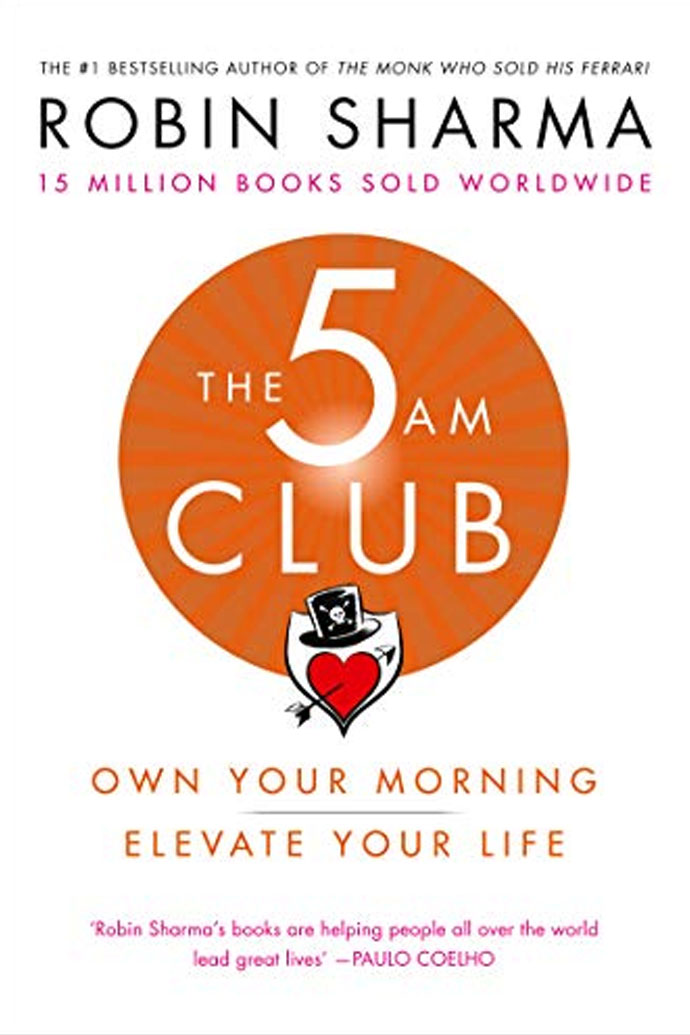 THE #1 BESTSELLING AUTHOR OF THE MONK WHO SOLD HIS FERRARI
ROBIN SHARMA
15 MILLION BOOKS SOLD WORLDWIDE
THE 5 AM
CLUB
OWN YOUR MORNING
ELEVATE YOUR LIFE
‘Robin Sharma’s books are helping people all over the world
lead great lives’ —PAULO COELHO